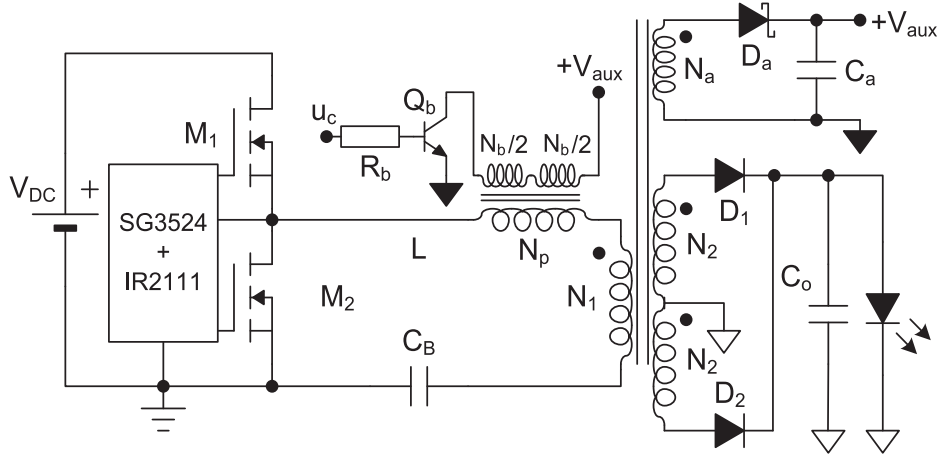 +V_aux
D_a
N_a
C_a
+V_aux
u_c
Q_b
R_b
N_b/2 N_b/2
M_1
V_DC +
SG3524
+
IR2111
M_2
L
N_p
N_1
C_B
D_1
N_2
N_2
D_2
C_o